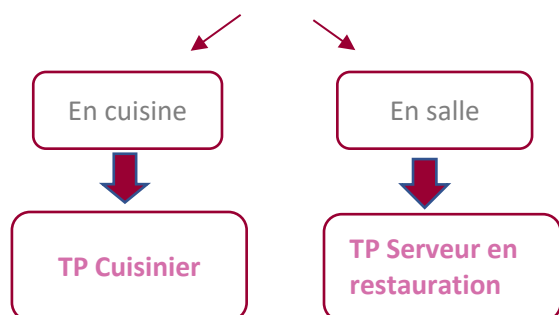 En cuisine
En salle
TP Cuisinier
TP Serveur en
restauration